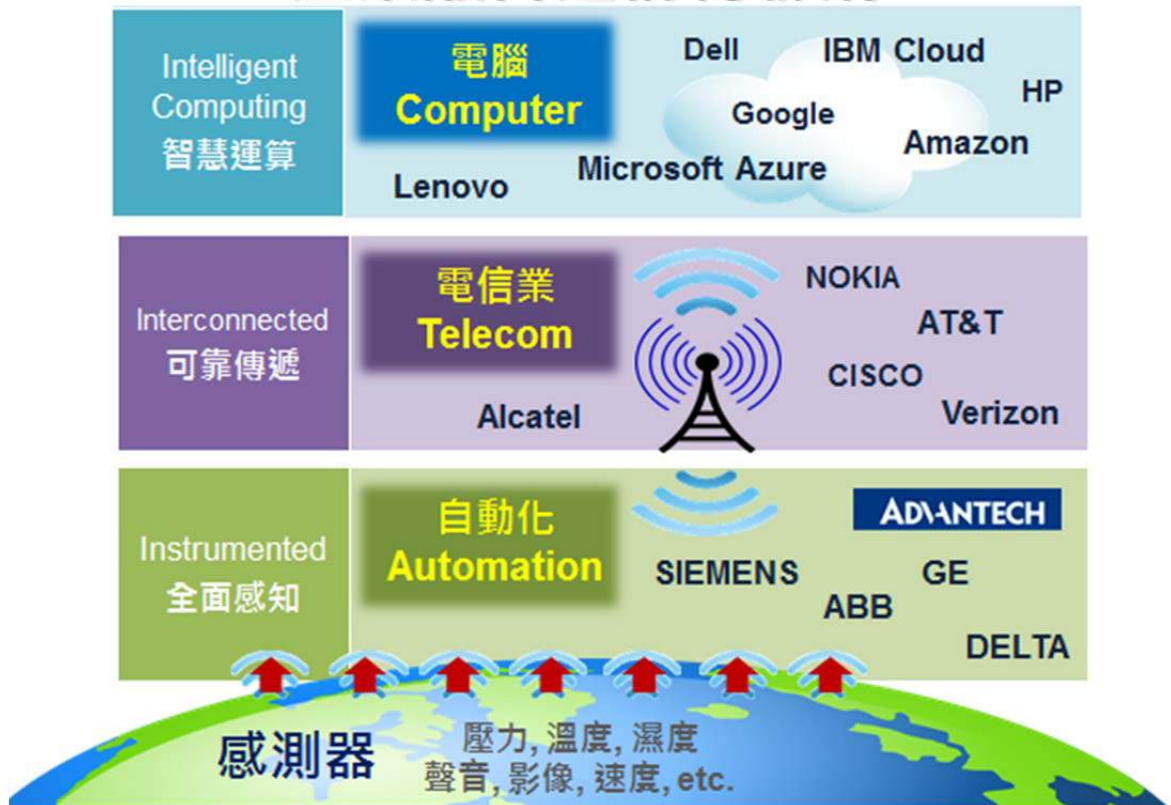 Intelligent
Computing
智慧運算
電腦
Computer
Dell
IBM Cloud
HP
Google
Amazon
Microsoft Azure
Lenovo
Interconnected
可靠傳遞
電信業
Telecom
NOKIA
AT&T
CISCO
Verizon
Alcatel
Instrumented
全面感知
自動化
Automation
ADVANTECH
SIEMENS
GE
ABB
DELTA
感測器
壓力, 溫度, 濕度
聲音, 影像, 速度, etc.